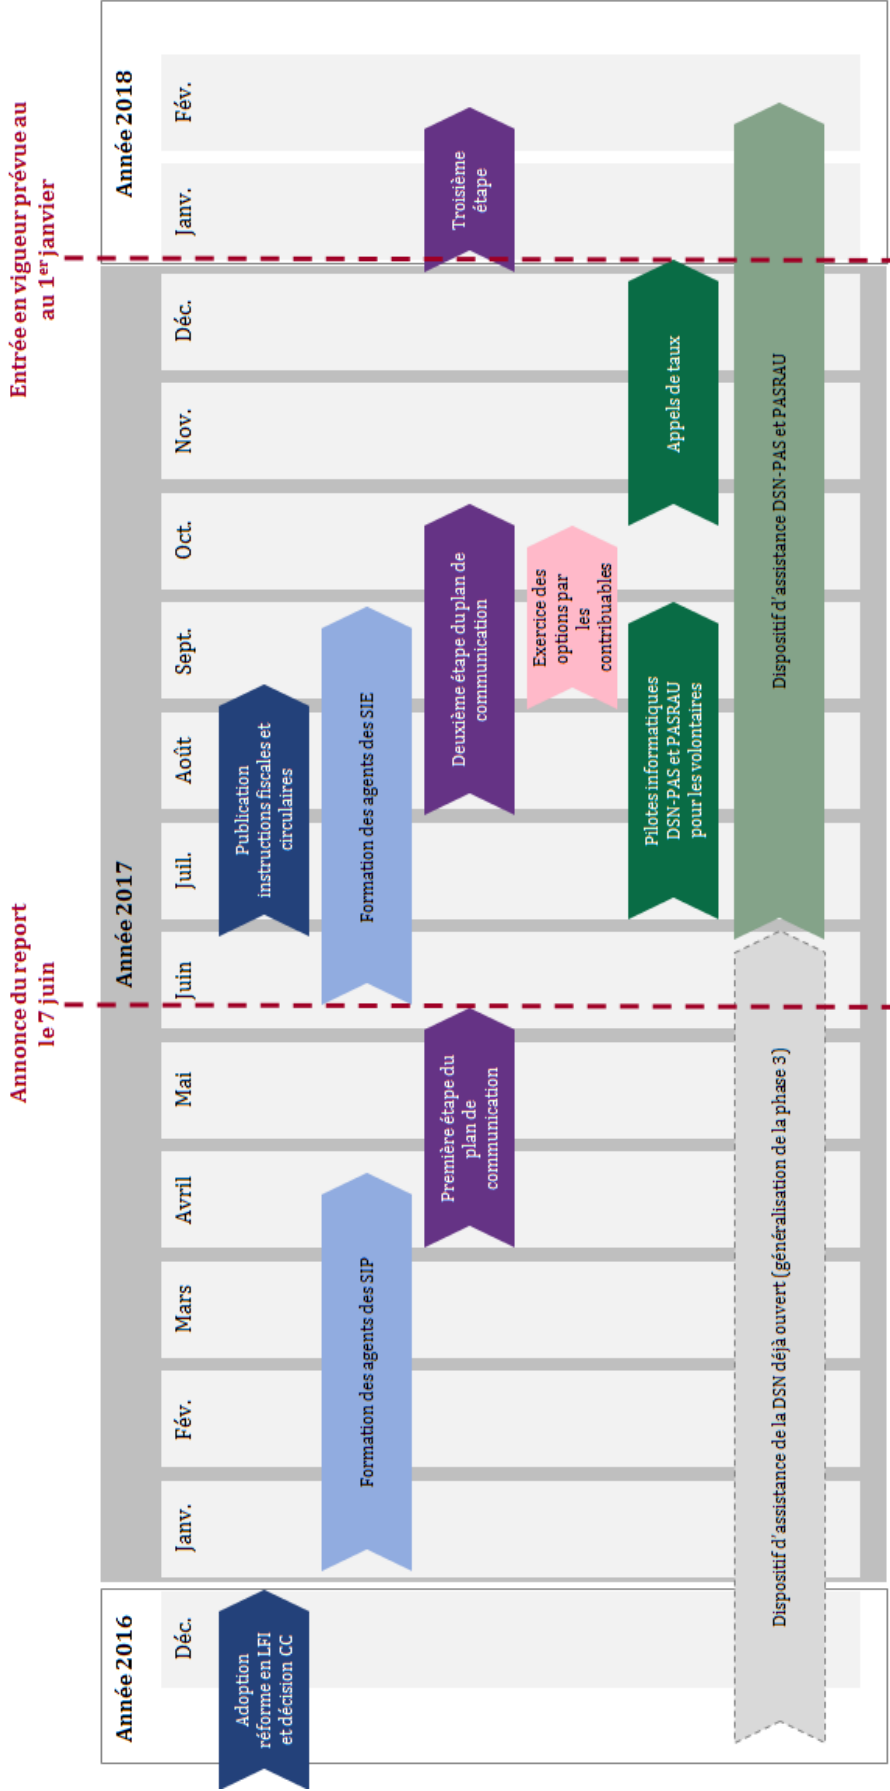 Annonce du report
le 7 juin
Entrée en vigueur prévue au
au 1er janvier
Année 2016
Année 2017
Année 2018
Déc.
Janv.
Fév.
Mars
Avril
Mai
Juin
Juil.
Août
Sept.
Oct.
Nov.
Déc.
Janv.
Fév.
Adoption
réforme en LFI
et décision CC
Publication
instructions fiscales et
circulaires
Formation des agents des SIP
Formation des agents des SIE
Première étape du
plan de
communication
Deuxième étape du plan de
communication
Troisième
étape
Exercice des
options par
les
contribuables
Pilotes informatiques
DSN-PAS et PASRAU
pour les volontaires
Appels de taux
Dispositif d'assistance de la DSN déjà ouvert (généralisation de la phase 3)
Dispositif d'assistance DSN-PAS et PASRAU